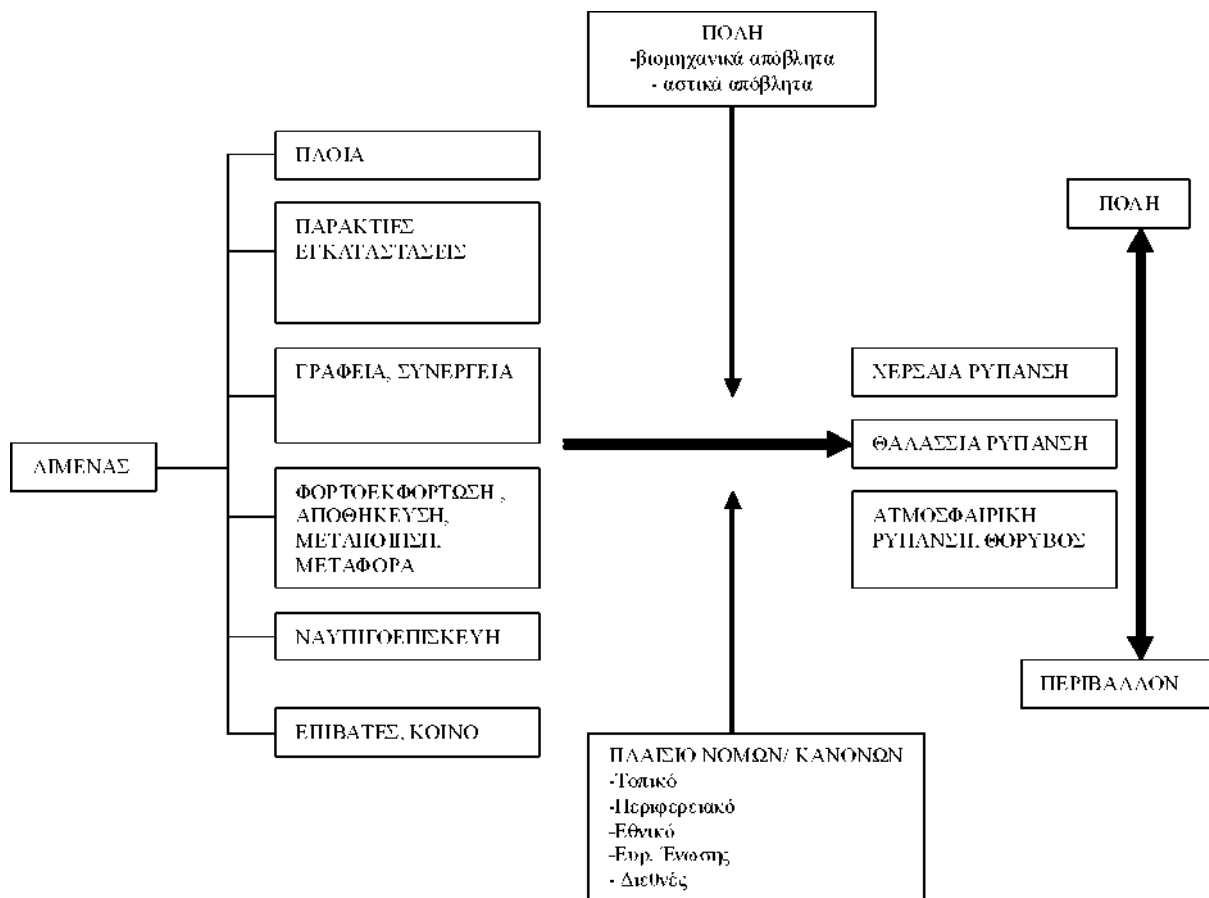 ΠΟΛΗ
-βιομηχανικά απόβλητα
- αστικά απόβλητα
ΠΛΟΙΑ
ΠΑΡΑΚΤΙΕΣ
ΕΓΚΑΤΑΣΤΑΣΕΙΣ
ΓΡΑΦΕΙΑ, ΣΥΝΕΡΓΕΙΑ
ΛΙΜΕΝΑΣ
ΦΟΡΤΟΕΚΦΟΡΤΩΣΗ ,
ΑΠΟΘΗΚΕΥΣΗ,
ΜΕΤΑΠΟΙΗΣΗ,
ΜΕΤΑΦΟΡΑ
ΝΑΥΠΗΓΟΕΠΙΣΚΕΥΗ
ΕΠΙΒΑΤΕΣ, ΚΟΙΝΟ
ΠΛΑΙΣΙΟ ΝΟΜΩΝ/ ΚΑΝΟΝΩΝ
-Τοπικό
-Περιφερειακό
-Εθνικό
-Ευρ. Ένωσης
- Διεθνές
ΧΕΡΣΑΙΑ ΡΥΠΑΝΣΗ
ΘΑΛΑΣΣΙΑ ΡΥΠΑΝΣΗ
ΑΤΜΟΣΦΑΙΡΙΚΗ
ΡΥΠΑΝΣΗ, ΘΟΡΥΒΟΣ
ΠΟΛΗ
ΠΕΡΙΒΑΛΛΟΝ